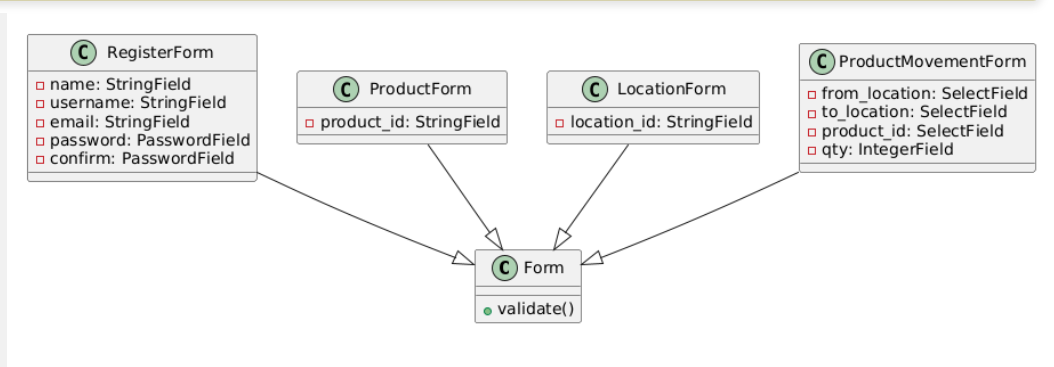 C RegisterForm
name: StringField
username: StringField
email: StringField
password: PasswordField
confirm: PasswordField
C ProductForm
product_id: StringField
C LocationForm
location_id: StringField
C ProductMovementForm
from_location: SelectField
to_location: SelectField
product_id: SelectField
qty: IntegerField
C Form
validate()